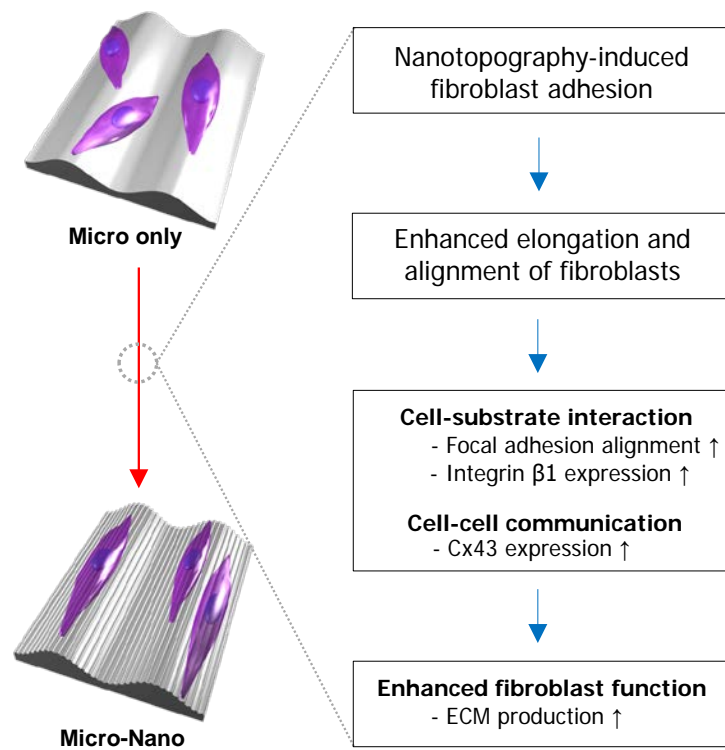 Micro only
Micro-Nano
Nanotopography-induced
fibroblast adhesion
Enhanced elongation and
alignment of fibroblasts
Cell-substrate interaction
- Focal adhesion alignment ↑
- Integrin β1 expression ↑
Cell-cell communication
- Cx43 expression ↑
Enhanced fibroblast function
- ECM production ↑